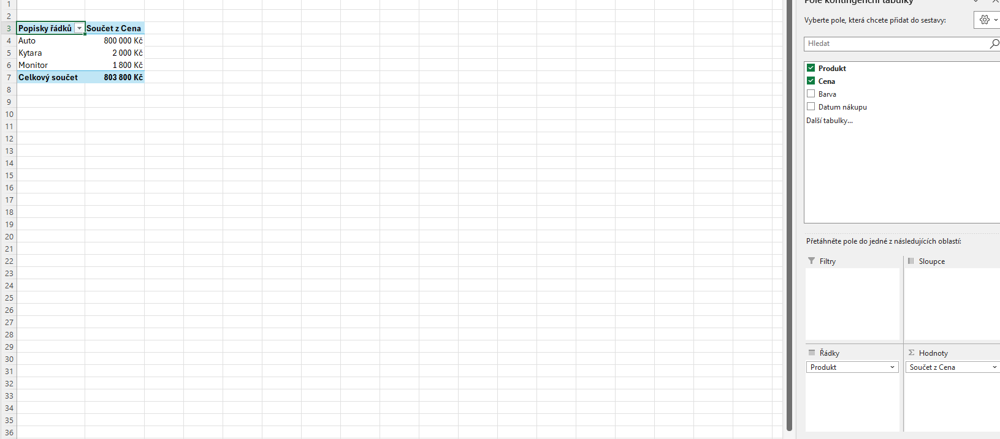 1
2
3 Popisky řádků Součet z Cena
4 Auto 800 000 Kč
5 Kytara 2 000 Kč
6 Monitor 1 800 Kč
7 Celkový součet 803 800 Kč
8
9
10
11
12
13
14
15
16
17
18
19
20
21
22
23
24
25
26
27
28
29
30
31
32
33
34
35
36
Pole kontingenční tabulky
Vyberte pole, která chcete přidat do sestavy:
Hledat
Produkt
Cena
Barva
Datum nákupu
Další tabulky...
Přetáhněte pole do jedné z následujících oblastí:
Filtry
Sloupce
Řádky
Produkt
Σ Hodnoty
Součet z Cena